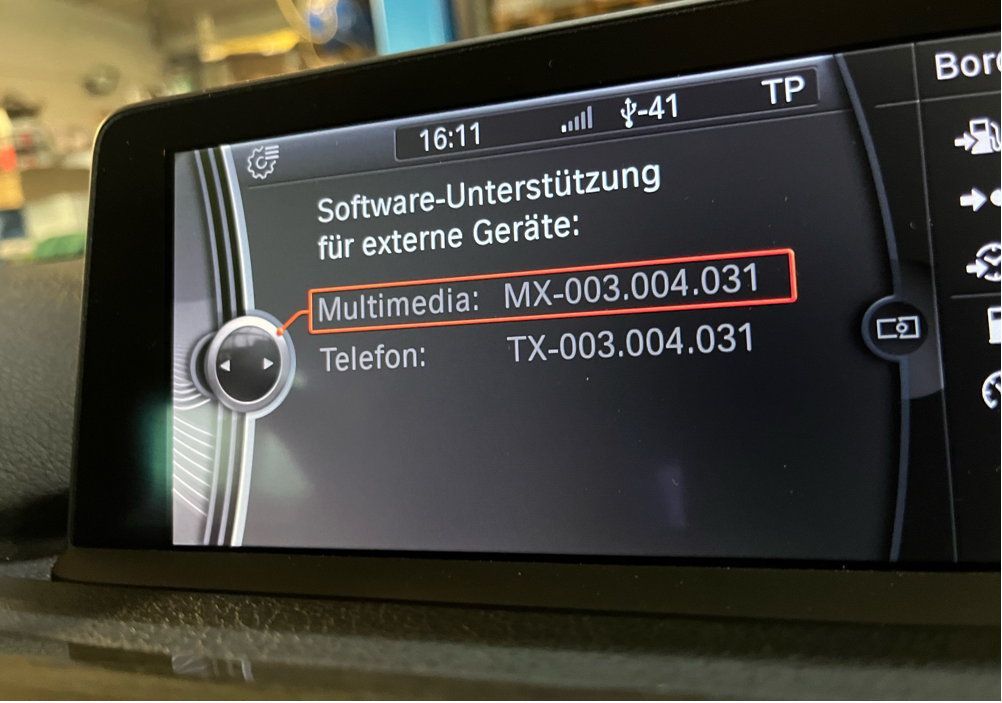 16:11 -41 TP
Software-Unterstützung
für externe Geräte:
Multimedia: MX-003.004.031
Telefon: TX-003.004.031